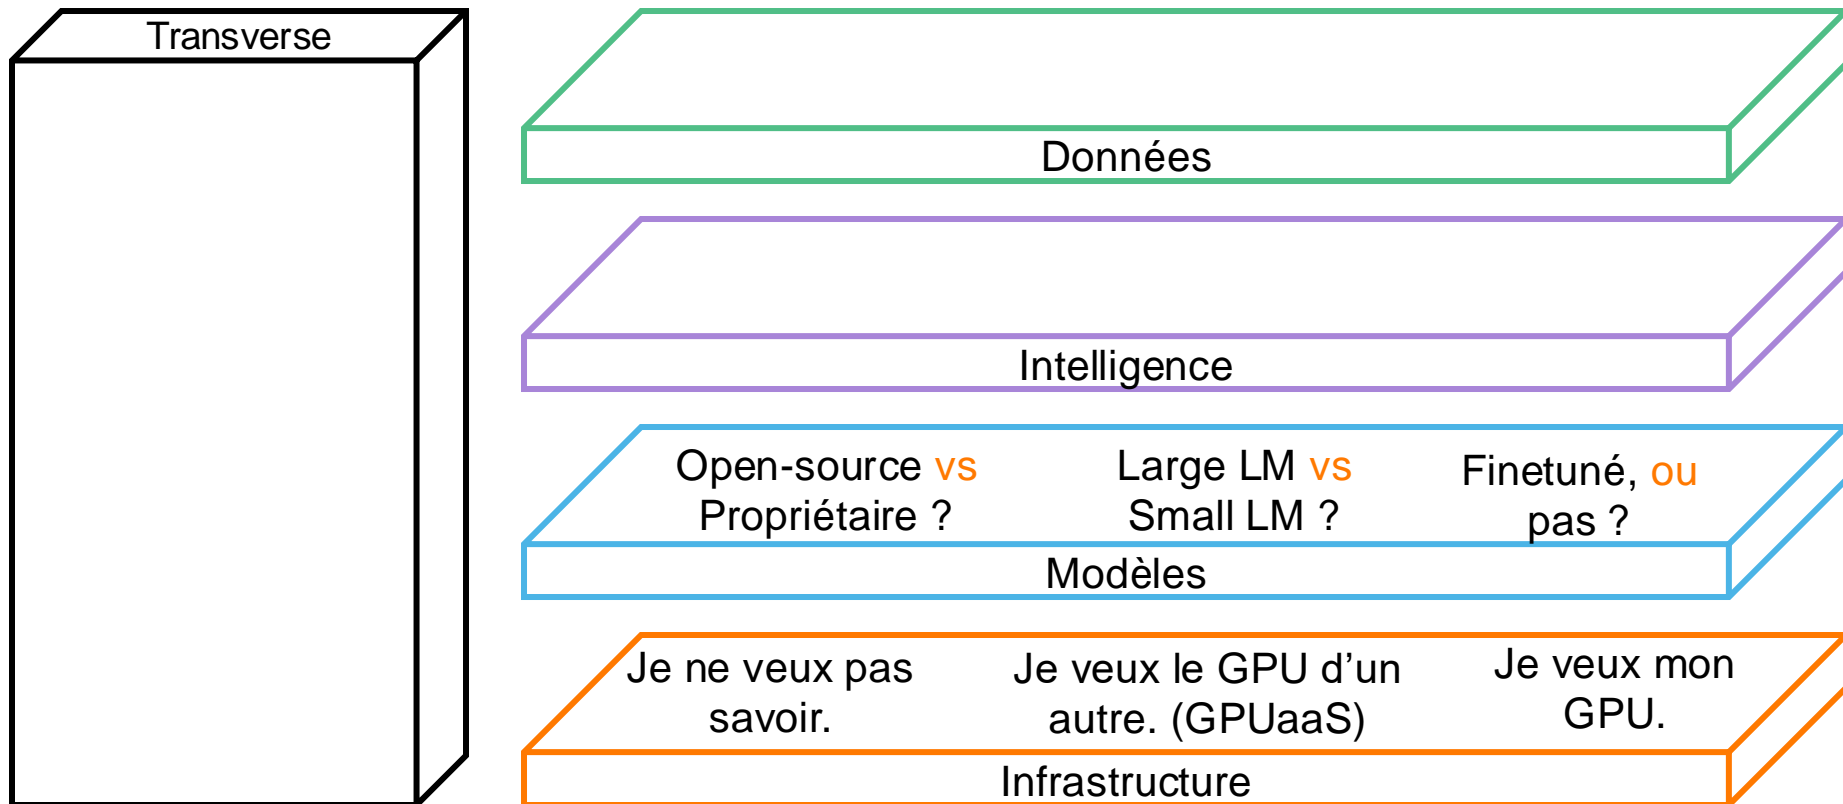 Transverse
Données
Intelligence
Open-source vs
Propriétaire ?
Large LM vs
Small LM ?
Finetuné, ou
pas ?
Modèles
Je ne veux pas
savoir.
Je veux le GPU d’un
autre. (GPUaaS)
Je veux mon
GPU.
Infrastructure